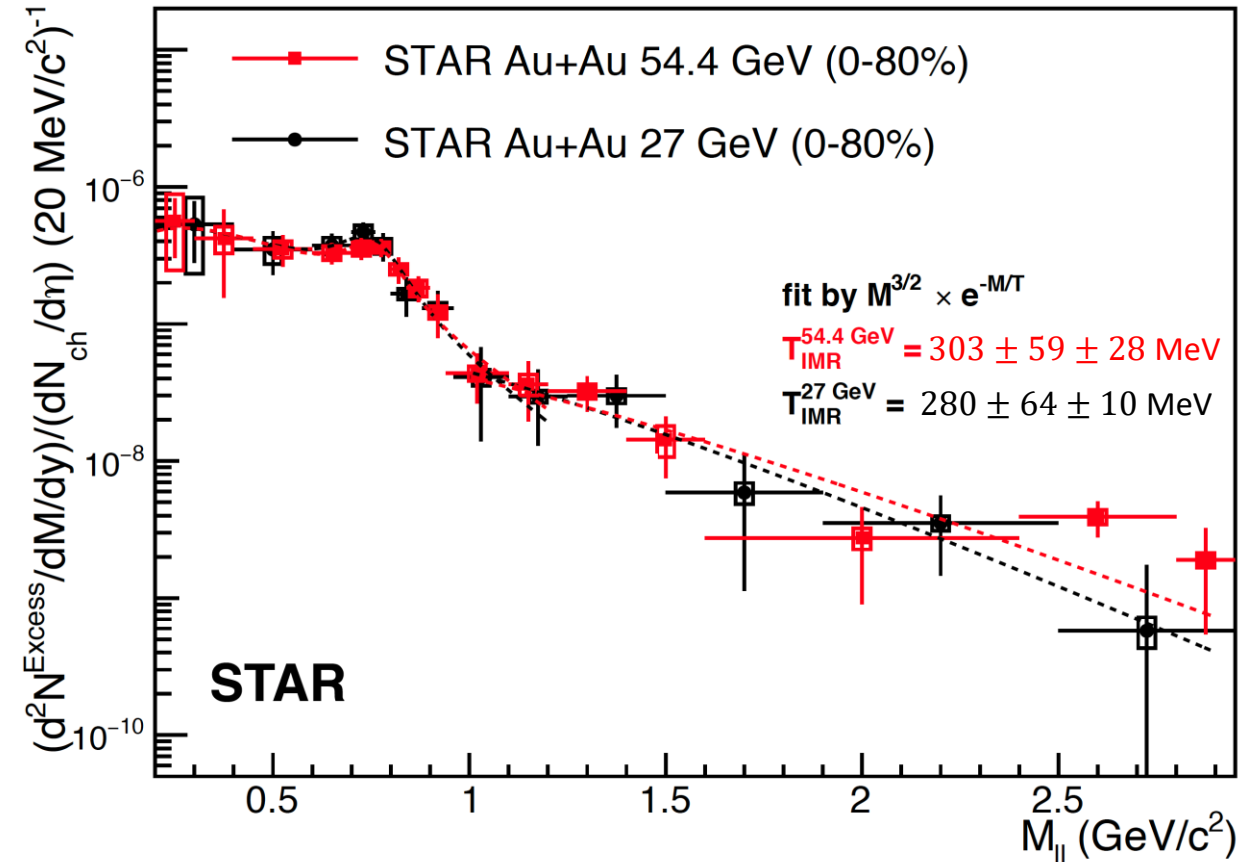 (d²N^Excess/dM/dy)/(dN_ch/dη) (20 MeV/c²)⁻¹
STAR Au+Au 54.4 GeV (0-80%)
STAR Au+Au 27 GeV (0-80%)
10⁻⁶
10⁻⁸
10⁻¹⁰
fit by M^3/2 × e^-M/T
T_IMR^54.4 GeV = 303 ± 59 ± 28 MeV
T_IMR^27 GeV = 280 ± 64 ± 10 MeV
STAR
0.5 1 1.5 2 2.5
M_ll (GeV/c²)